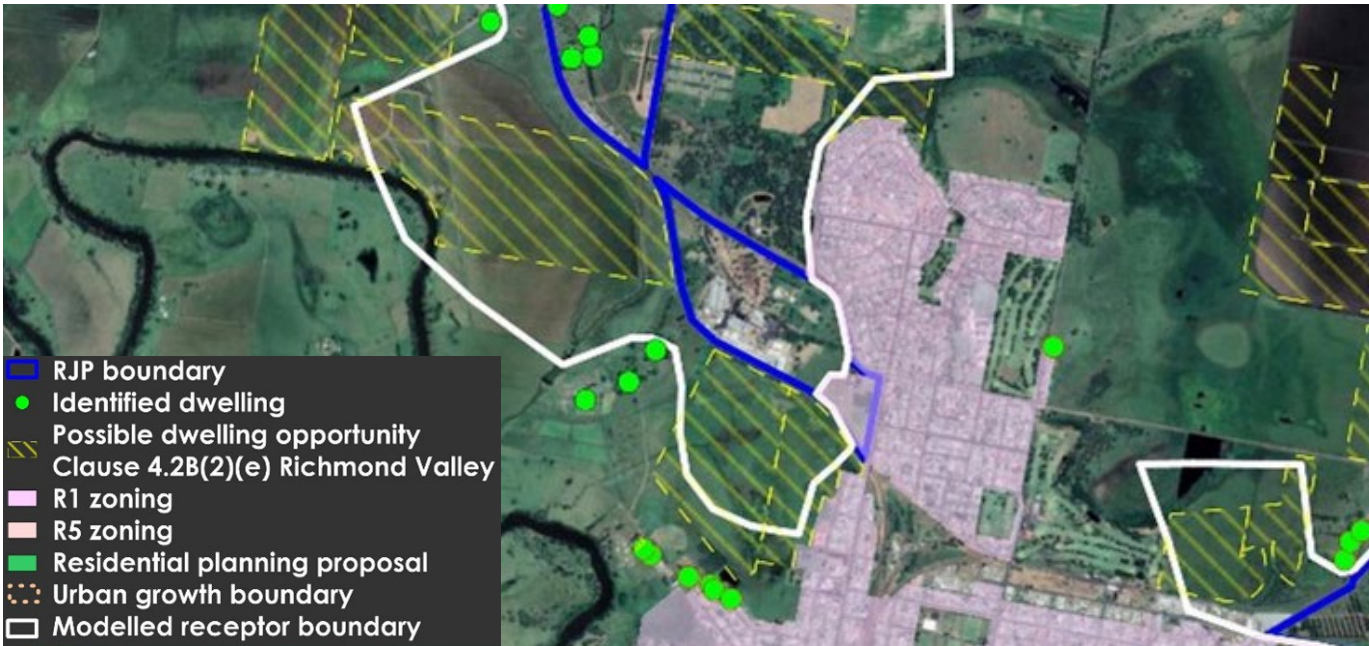 RJP boundary
Identified dwelling
Possible dwelling opportunity
Clause 4.2B(2)(e) Richmond Valley
R1 zoning
R5 zoning
Residential planning proposal
Urban growth boundary
Modelled receptor boundary